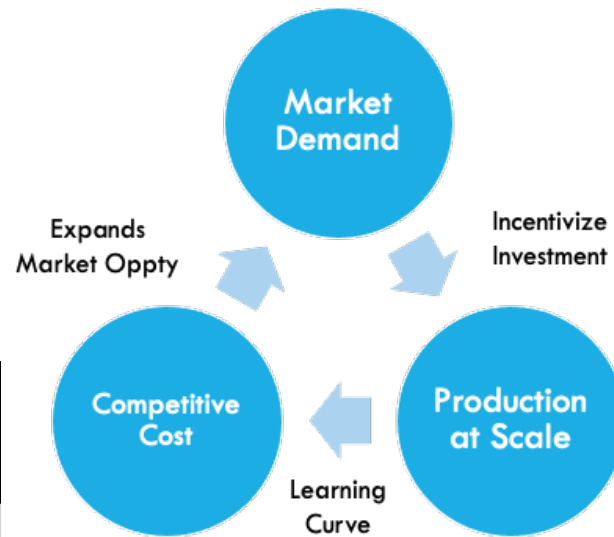 Market
Demand
Expands
Market Oppty
Incentivize
Investment
Competitive
Cost
Production
at Scale
Learning
Curve